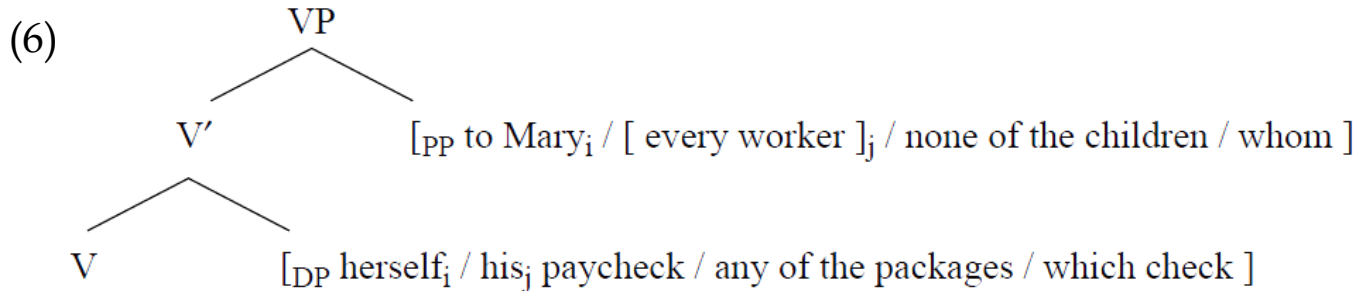 (6)
VP
V′ [PP to Maryi / [ every worker ]j / none of the children / whom ]
V [DP herselfi / hisj paycheck / any of the packages / which check ]